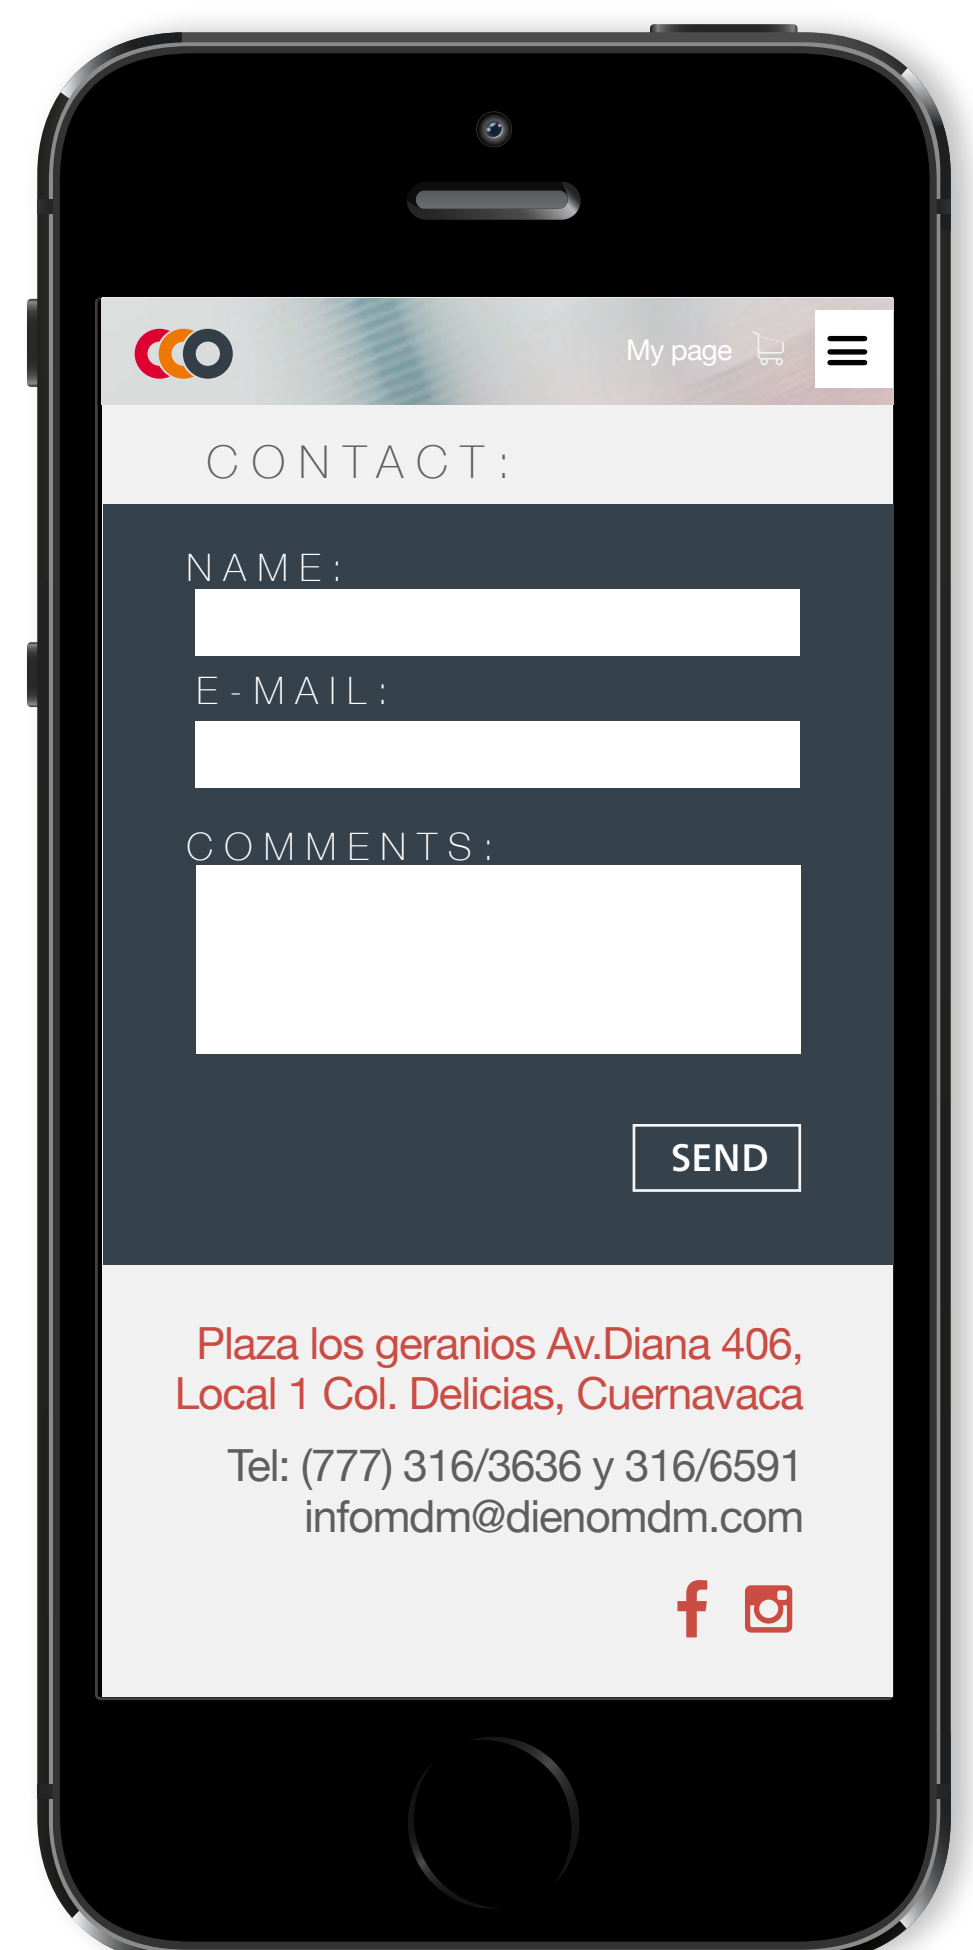 My page
CONTACT:
NAME:
E-MAIL:
COMMENTS:
SEND
Plaza los geranios Av.Diana 406,
Local 1 Col. Delicias, Cuernavaca
Tel: (777) 316/3636 y 316/6591
infomdm@dienomdm.com